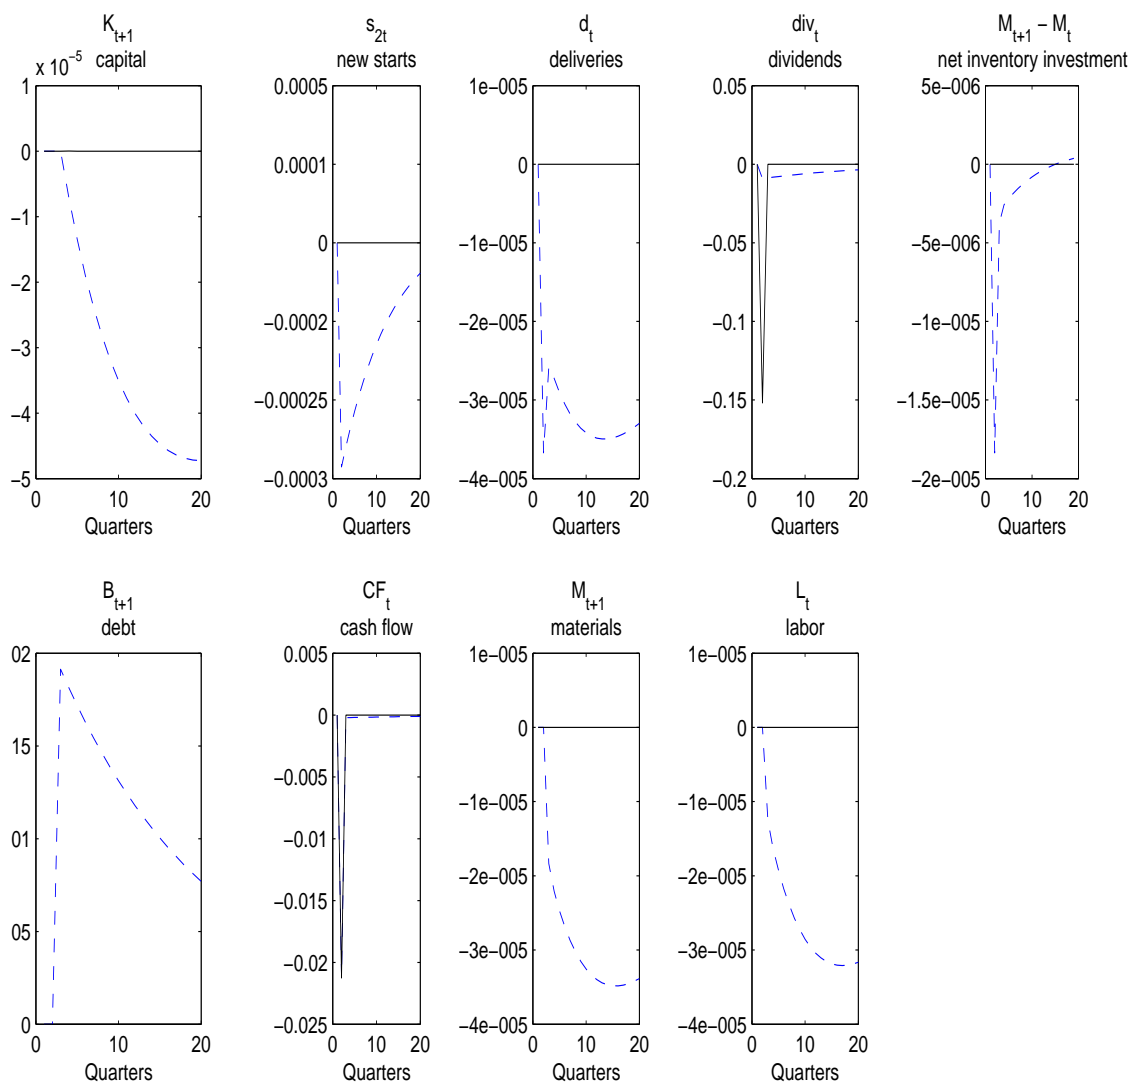 K_{t+1}
capital
x 10^{−5}
1
0
−1
−2
−3
−4
−5
0 10 20
Quarters
s_{2t}
new starts
0.0005
0.0001
0
−0.0002
−0.00025
−0.0003
0 10 20
Quarters
d_t
deliveries
1e−005
0
−1e−005
−2e−005
−3e−005
−4e−005
0 10 20
Quarters
div_t
dividends
0.05
0
−0.05
−0.1
−0.15
−0.2
0 10 20
Quarters
M_{t+1} − M_t
net inventory investment
5e−006
0
−5e−006
−1e−005
−1.5e−005
−2e−005
0 10 20
Quarters
B_{t+1}
debt
02
15
01
05
0
0 10 20
Quarters
CF_t
cash flow
0.005
0
−0.005
−0.01
−0.015
−0.02
−0.025
0 10 20
Quarters
M_{t+1}
materials
1e−005
0
−1e−005
−2e−005
−3e−005
−4e−005
0 10 20
Quarters
L_t
labor
1e−005
0
−1e−005
−2e−005
−3e−005
−4e−005
0 10 20
Quarters